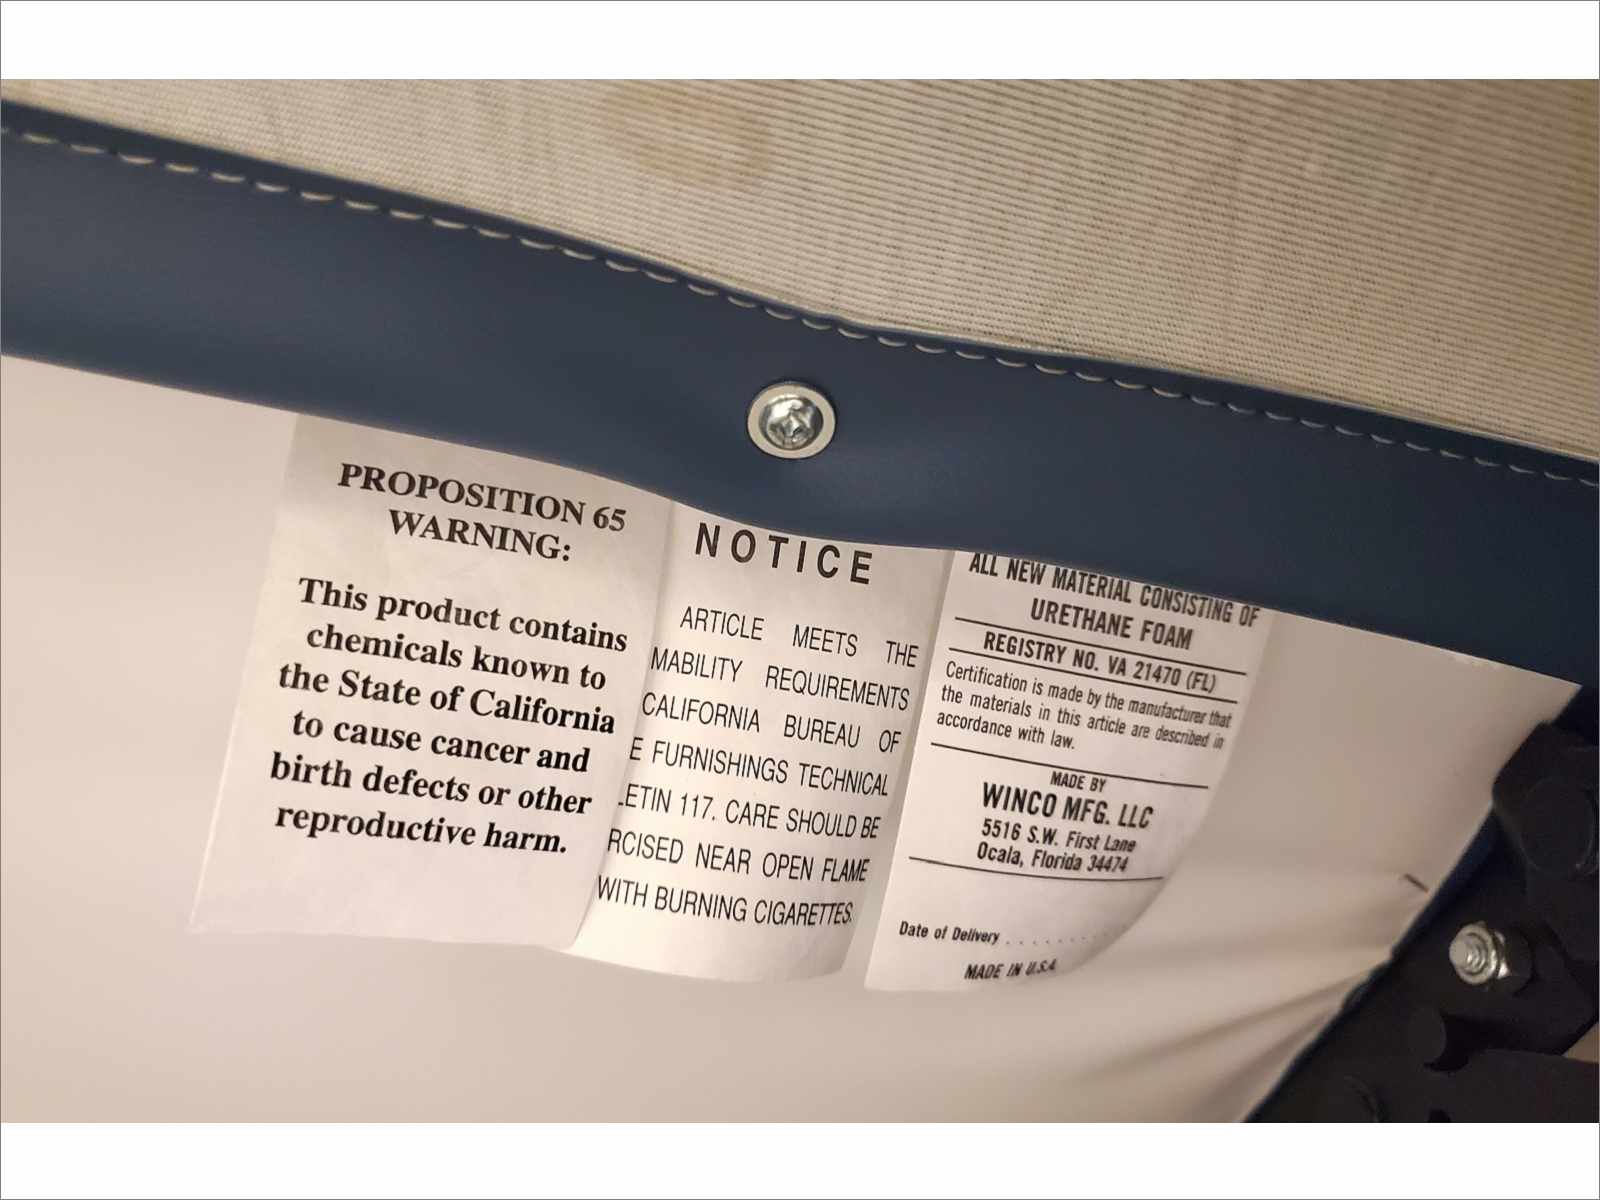 PROPOSITION 65
WARNING:
This product contains
chemicals known to
the State of California
to cause cancer and
birth defects or other
reproductive harm.
NOTICE
ARTICLE MEETS THE
MABILITY REQUIREMENTS
CALIFORNIA BUREAU OF
E FURNISHINGS TECHNICAL
LETIN 117. CARE SHOULD BE
RCISED NEAR OPEN FLAME
WITH BURNING CIGARETTES.
ALL NEW MATERIAL CONSISTING OF
URETHANE FOAM
REGISTRY NO. VA 21470 (FL)
Certification is made by the manufacturer that
the materials in this article are described in
accordance with law.
MADE BY
WINCO MFG. LLC
5516 S.W. First Lane
Ocala, Florida 34474
Date of Delivery . . . . . . . .
MADE IN U.S.A